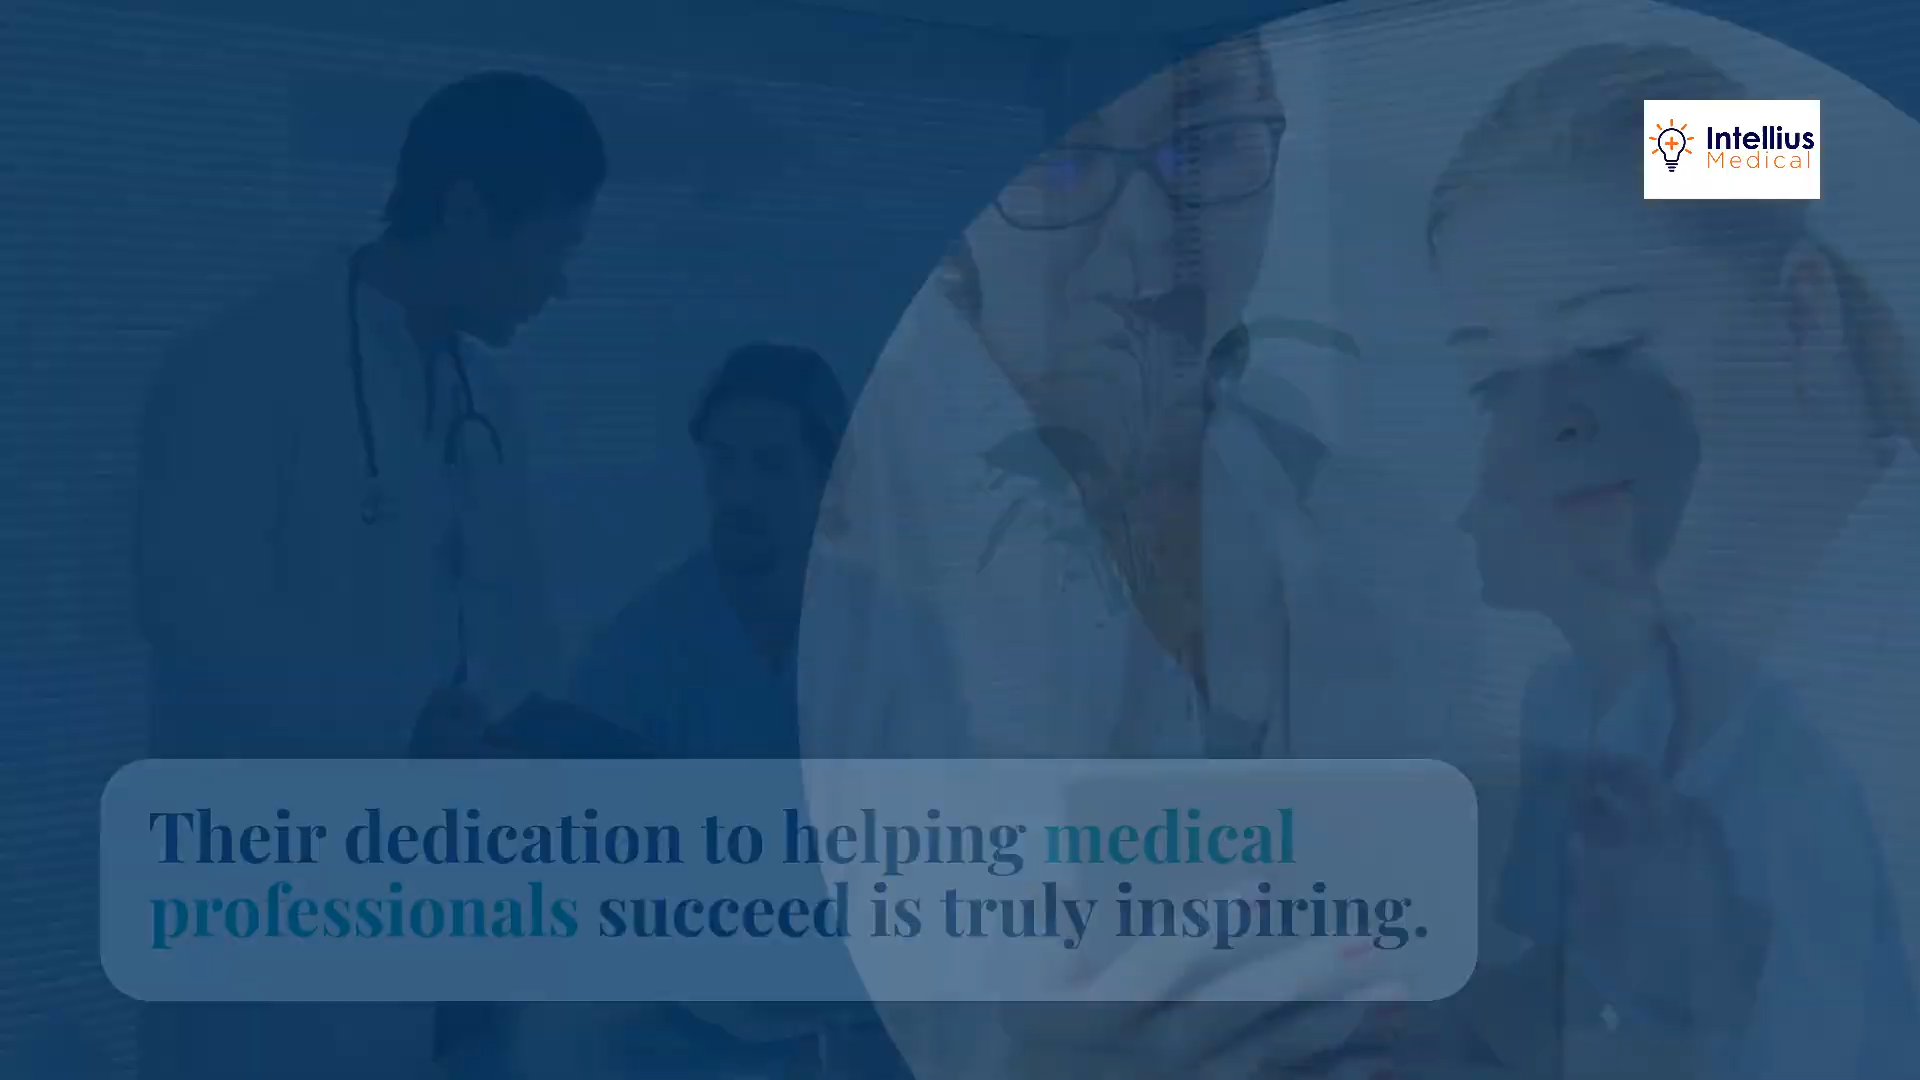 Intellius
Medical
Their dedication to helping medical
professionals succeed is truly inspiring.